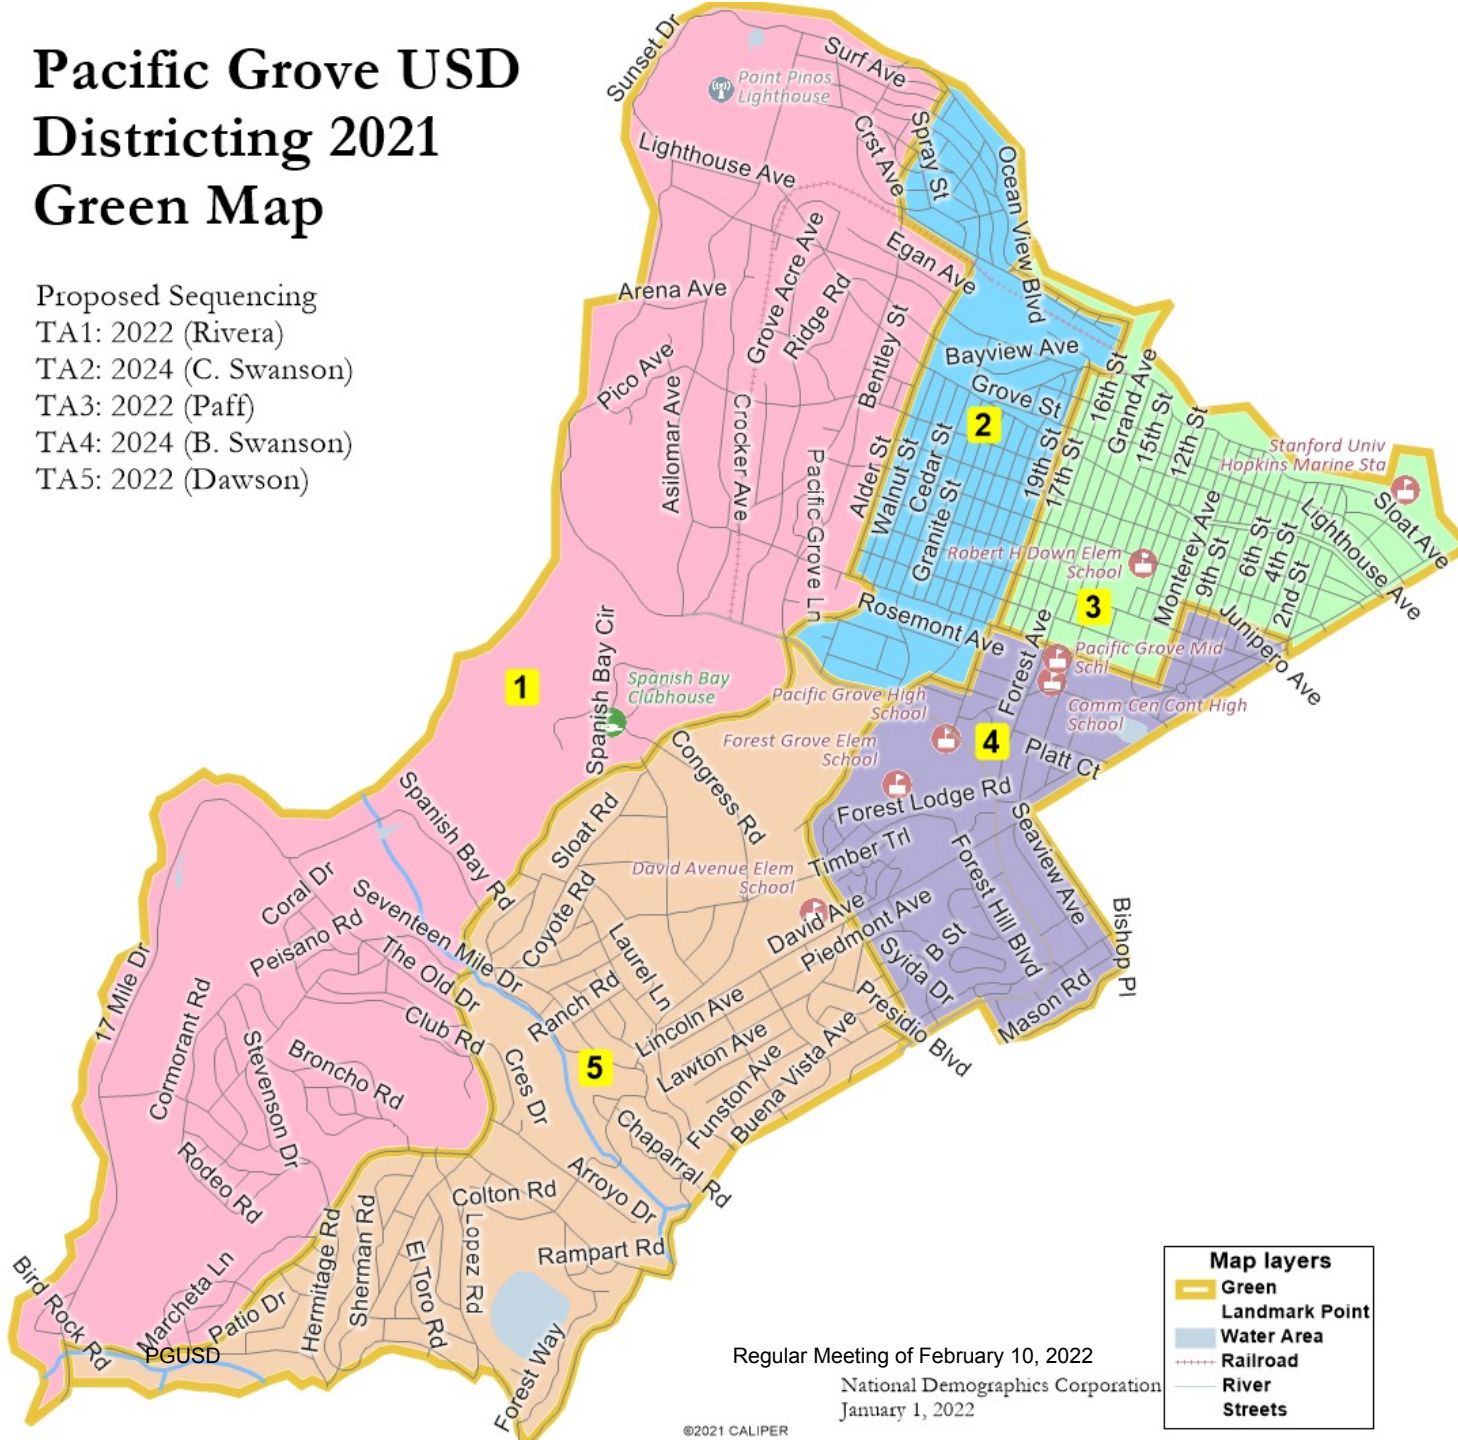 Pacific Grove USD
Districting 2021
Green Map
Proposed Sequencing
TA1: 2022 (Rivera)
TA2: 2024 (C. Swanson)
TA3: 2022 (Paff)
TA4: 2024 (B. Swanson)
TA5: 2022 (Dawson)
Sunset Dr
Surf Ave
Point Pinos
Lighthouse
Crst Ave
Spray St
Ocean View Blvd
Lighthouse Ave
Egan Ave
Arena Ave
Grove Acre Ave
Ridge Rd
Bentley St
Bayview Ave
Grove St
Pico Ave
Asilomar Ave
Crocker Ave
Pacific Grove Ln
Alder St
Walnut St
Cedar St
Granite St
2
19th St
17th St
16th St
Grand Ave
15th St
12th St
Stanford Univ
Hopkins Marine Sta
Sloat Ave
Lighthouse Ave
Robert H Down Elem
School
Monterey Ave
9th St
6th St
4th St
2nd St
3
Rosemont Ave
Forest Ave
Junipero Ave
Pacific Grove Mid
Schl
Comm Cen Cont High
School
Pacific Grove High
School
Forest Grove Elem
School
4
Platt Ct
1
Spanish Bay Cir
Spanish Bay
Clubhouse
Congress Rd
Forest Lodge Rd
Timber Trl
Seaview Ave
Forest Hill Blvd
Sloat Rd
Spanish Bay Rd
David Avenue Elem
School
David Ave
Piedmont Ave
B St
Syida Dr
Bishop Pl
Mason Rd
Presidio Blvd
Coral Dr
Peisano Rd
Seventeen Mile Dr
The Old Dr
Club Rd
Coyote Rd
Laurel Ln
Ranch Rd
Lincoln Ave
Lawton Ave
Funston Ave
Buena Vista Ave
17 Mile Dr
Cormorant Rd
Stevenson Dr
Broncho Rd
Rodeo Rd
Cres Dr
5
Chaparral Rd
Arroyo Dr
Colton Rd
Rampart Rd
Lopez Rd
El Toro Rd
Sherman Rd
Hermitage Rd
Bird Rock Rd
Marcheta Ln
Patio Dr
Forest Way
PGUSD
Regular Meeting of February 10, 2022
National Demographics Corporation
January 1, 2022
©2021 CALIPER
Map layers
Green
Landmark Point
Water Area
Railroad
River
Streets